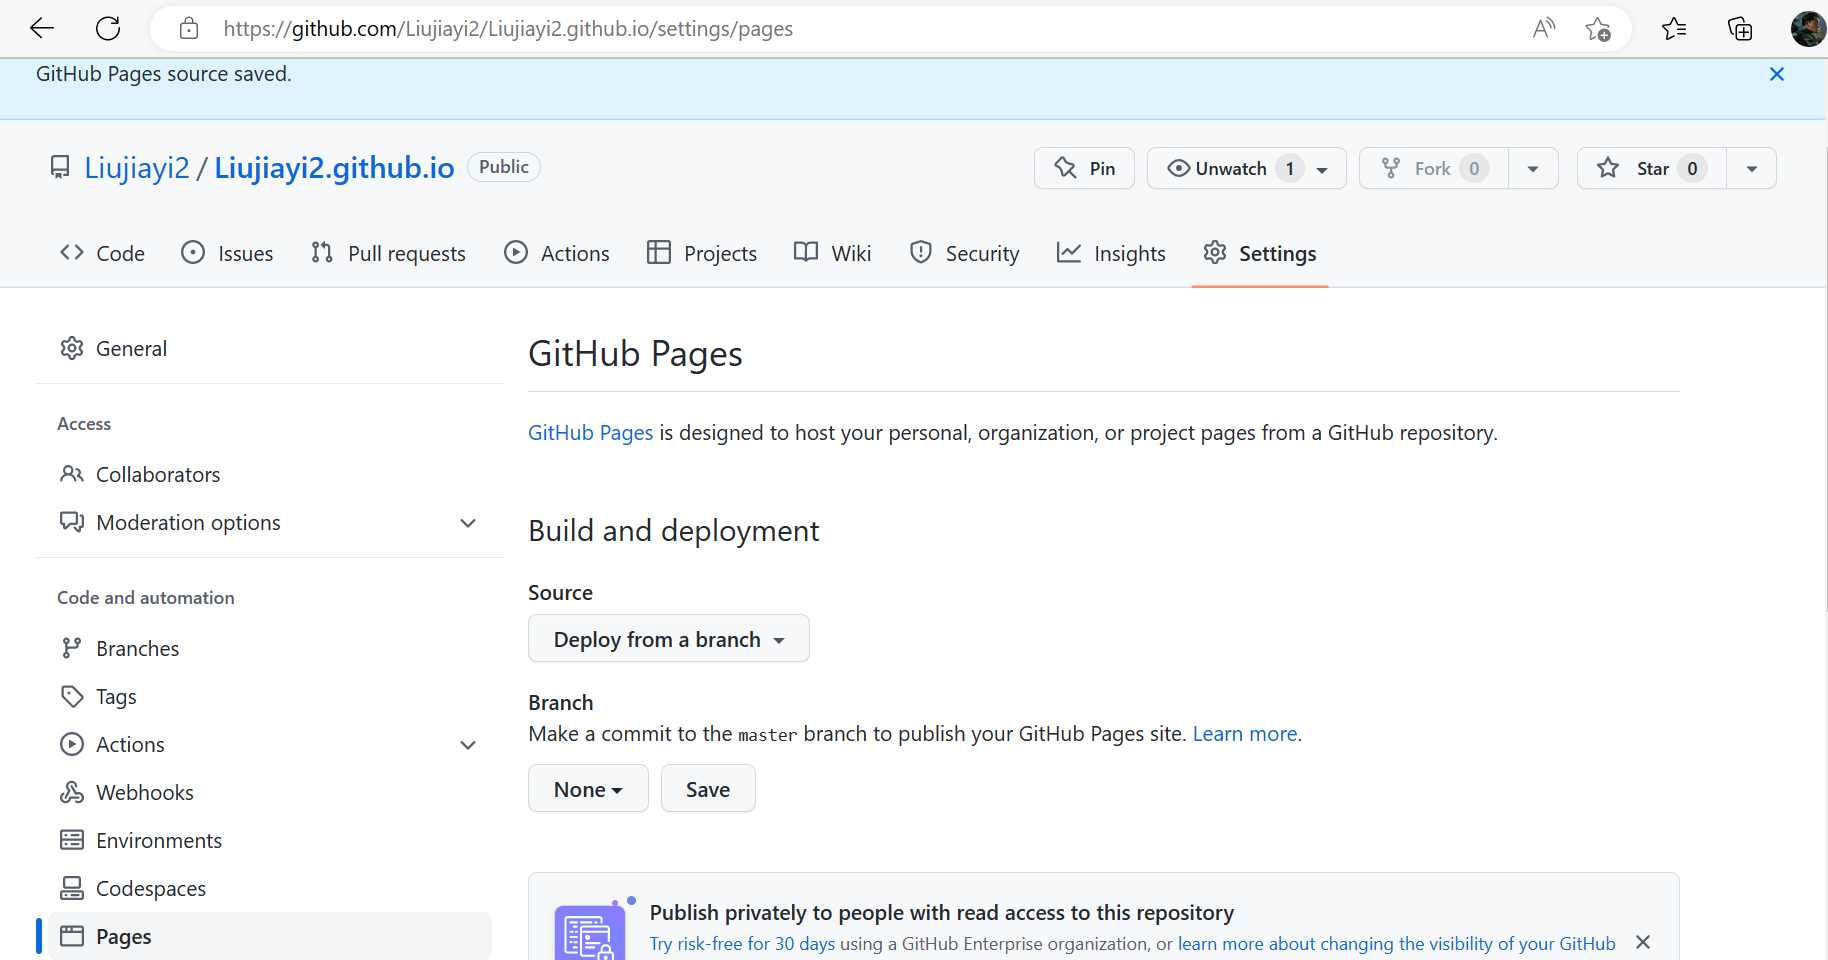 https://github.com/Liujiayi2/Liujiayi2.github.io/settings/pages
GitHub Pages source saved.
Liujiayi2 / Liujiayi2.github.io Public
Pin
Unwatch 1
Fork 0
Star 0
Code
Issues
Pull requests
Actions
Projects
Wiki
Security
Insights
Settings
General
Access
Collaborators
Moderation options
Code and automation
Branches
Tags
Actions
Webhooks
Environments
Codespaces
Pages
GitHub Pages
GitHub Pages is designed to host your personal, organization, or project pages from a GitHub repository.
Build and deployment
Source
Deploy from a branch
Branch
Make a commit to the master branch to publish your GitHub Pages site. Learn more.
None
Save
Publish privately to people with read access to this repository
Try risk-free for 30 days using a GitHub Enterprise organization, or learn more about changing the visibility of your GitHub